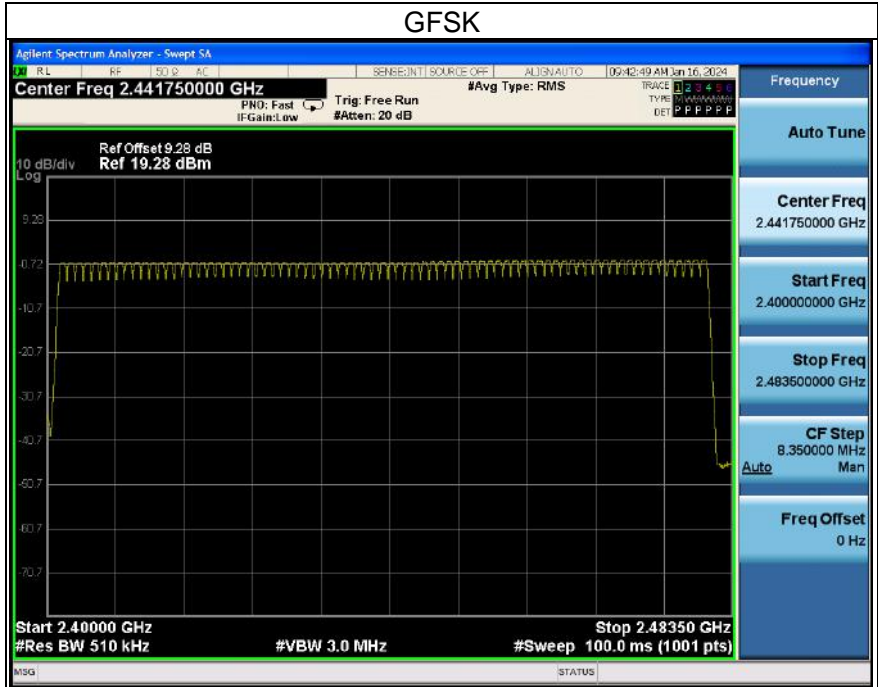 GFSK
Agilent Spectrum Analyzer - Swept SA
RL RF 50 Ω AC SENSE:INT SOURCE OFF ALIGN AUTO 09:42:49 AM Jan 16, 2024
Center Freq 2.441750000 GHz
PNO: Fast
IFGain:Low
Trig: Free Run
#Atten: 20 dB
#Avg Type: RMS
TRACE 1 2 3 4 5 6
TYPE MWWWWW
DET P P P P P P
Frequency
Auto Tune
Center Freq
2.441750000 GHz
Start Freq
2.400000000 GHz
Stop Freq
2.483500000 GHz
CF Step
8.350000 MHz
Auto Man
Freq Offset
0 Hz
Ref Offset 9.28 dB
10 dB/div Ref 19.28 dBm
Log
9.28
-0.72
-10.7
-20.7
-30.7
-40.7
-50.7
-60.7
-70.7
Start 2.40000 GHz Stop 2.48350 GHz
#Res BW 510 kHz #VBW 3.0 MHz #Sweep 100.0 ms (1001 pts)
MSG STATUS